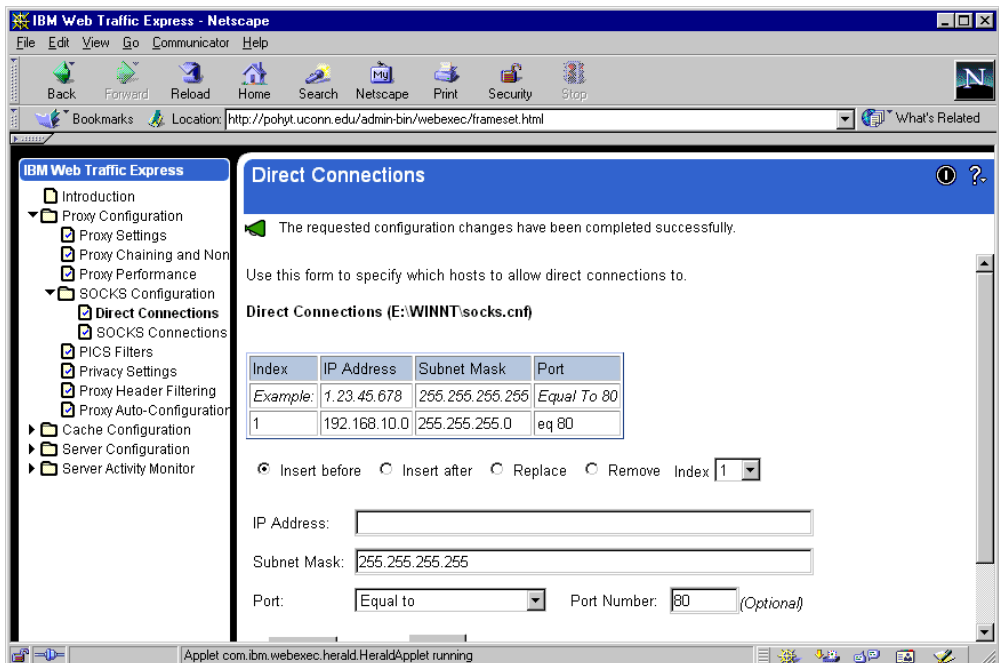 IBM Web Traffic Express - Netscape
File Edit View Go Communicator Help
Back Forward Reload Home Search Netscape Print Security Stop
My
N
Bookmarks Location: http://pohyt.uconn.edu/admin-bin/webexec/frameset.html What's Related
IBM Web Traffic Express
Introduction
Proxy Configuration
Proxy Settings
Proxy Chaining and Non
Proxy Performance
SOCKS Configuration
Direct Connections
SOCKS Connections
PICS Filters
Privacy Settings
Proxy Header Filtering
Proxy Auto-Configuration
Cache Configuration
Server Configuration
Server Activity Monitor
Direct Connections
?
The requested configuration changes have been completed successfully.
Use this form to specify which hosts to allow direct connections to.
Direct Connections (E:\WINNT\socks.cnf)
Index IP Address Subnet Mask Port
Example: 1.23.45.678 255.255.255.255 Equal To 80
1 192.168.10.0 255.255.255.0 eq 80
Insert before Insert after Replace Remove Index 1
IP Address:
Subnet Mask: 255.255.255.255
Port: Equal to Port Number: 80 (Optional)
Applet com.ibm.webexec.herald.HeraldApplet running